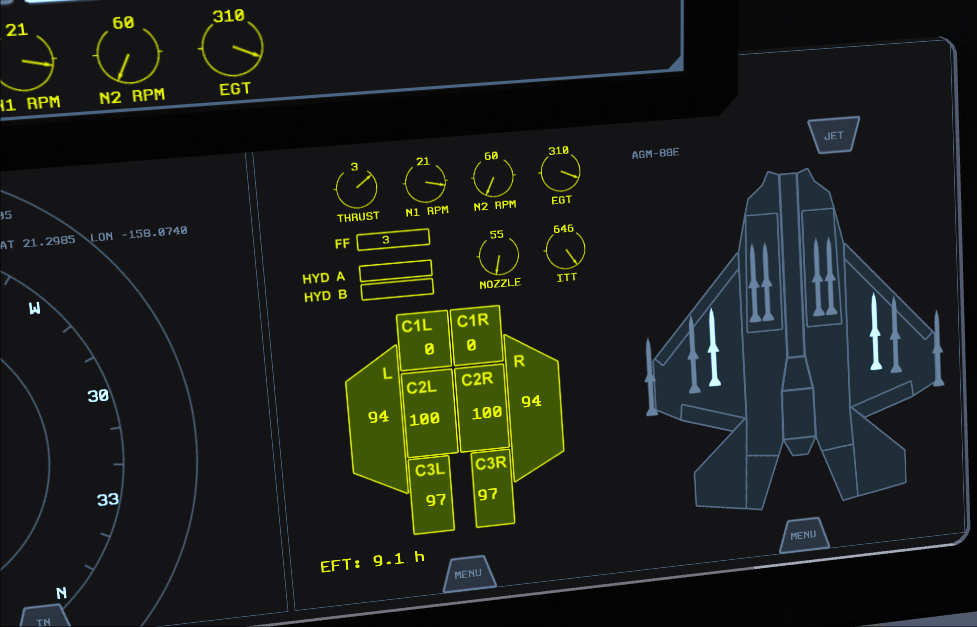 21
60
310
N1 RPM
N2 RPM
EGT
JET
AGM-88E
3
21
60
310
THRUST
N1 RPM
N2 RPM
EGT
LON -158.0740
21.2985
FF 3
55
646
HYD A
HYD B
NOZZLE
ITT
W
30
33
N
TN
C1L
0
C1R
0
L
R
C2L
100
C2R
100
94
94
C3L
97
C3R
97
EFT: 9.1 h
MENU
MENU